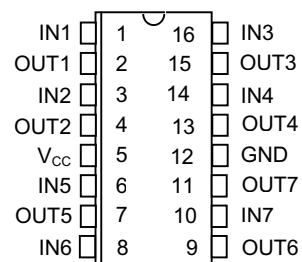 IN1 1 16 IN3
OUT1 2 15 OUT3
IN2 3 14 IN4
OUT2 4 13 OUT4
VCC 5 12 GND
IN5 6 11 OUT7
OUT5 7 10 IN7
IN6 8 9 OUT6